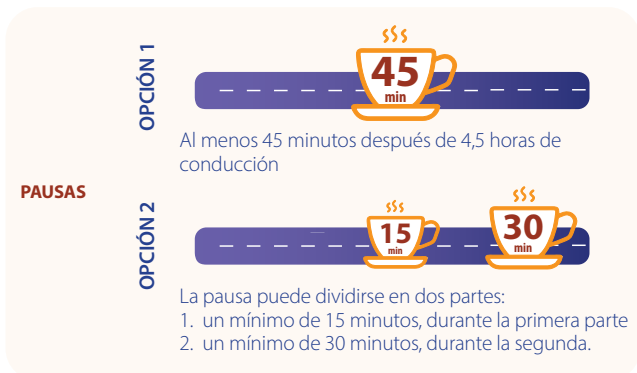 PAUSAS
OPCIÓN 1
45
min
Al menos 45 minutos después de 4,5 horas de
conducción
OPCIÓN 2
15
min
30
min
La pausa puede dividirse en dos partes:
1. un mínimo de 15 minutos, durante la primera parte
2. un mínimo de 30 minutos, durante la segunda.